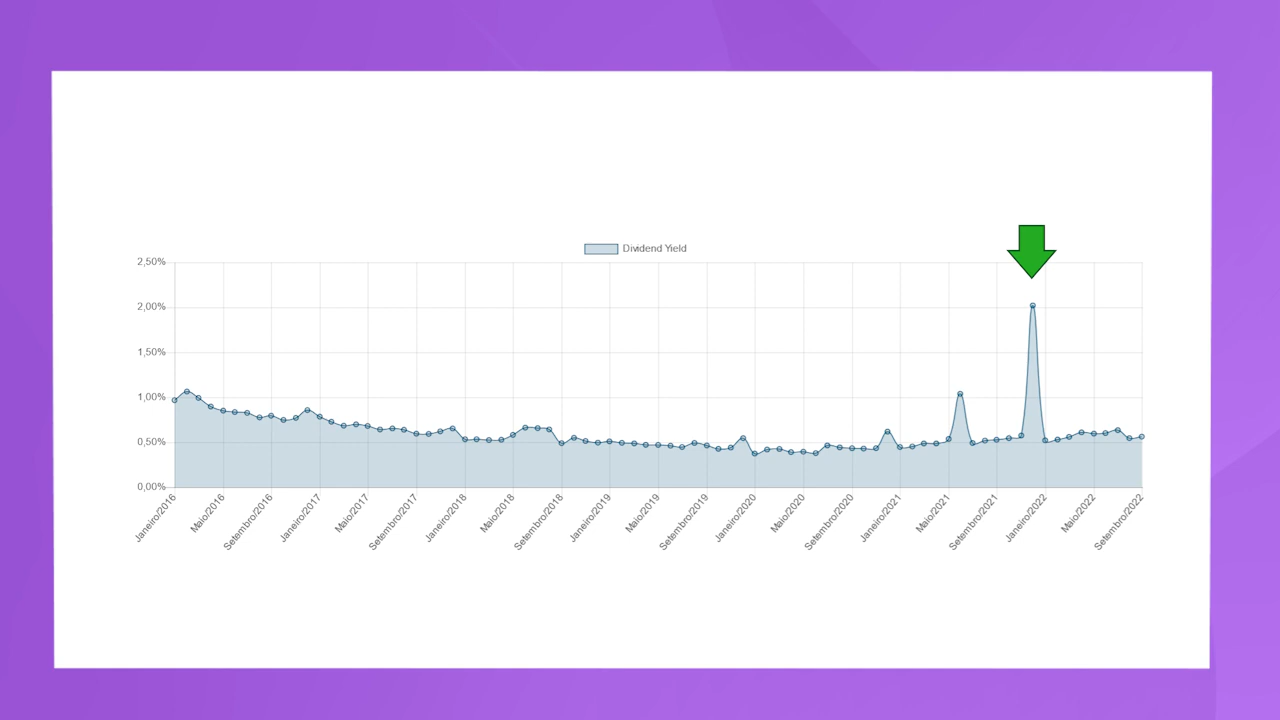 Dividend Yield
2,50%
2,00%
1,50%
1,00%
0,50%
0,00%
Janeiro/2016
Maio/2016
Setembro/2016
Janeiro/2017
Maio/2017
Setembro/2017
Janeiro/2018
Maio/2018
Setembro/2018
Janeiro/2019
Maio/2019
Setembro/2019
Janeiro/2020
Maio/2020
Setembro/2020
Janeiro/2021
Maio/2021
Setembro/2021
Janeiro/2022
Maio/2022
Setembro/2022